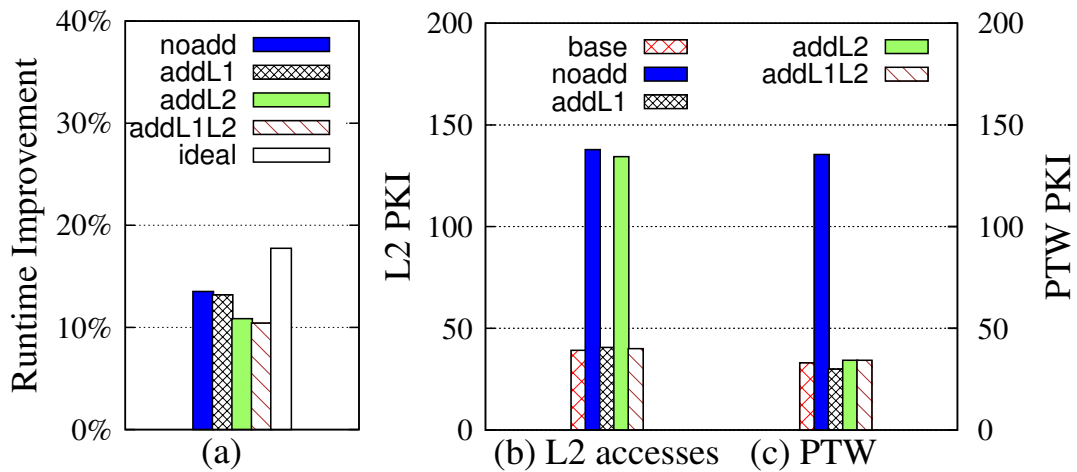 Runtime Improvement
40%
30%
20%
10%
0%
noadd
addL1
addL2
addL1L2
ideal
(a)
L2 PKI
200
150
100
50
0
base
noadd
addL1
addL2
addL1L2
(b) L2 accesses
(c) PTW
200
150
100
50
0
PTW PKI